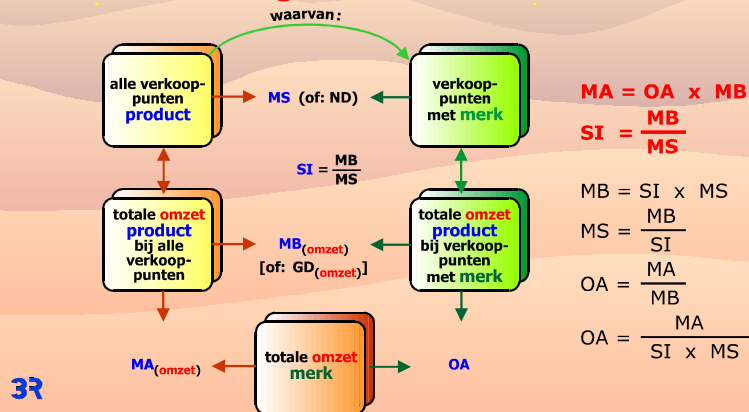 waarvan:
alle verkoop-
punten
product
MS (of: ND)
verkoop-
punten
met merk
SI = MB
MS
totale omzet
product
bij alle
verkoop-
punten
MB(omzet)
[of: GD(omzet)]
totale omzet
product
bij verkoop-
punten
met merk
MA(omzet)
totale omzet
merk
OA
MA = OA x MB
SI = MB
MS
MB = SI x MS
MS = MB
SI
OA = MA
MB
OA = MA
SI x MS
3R